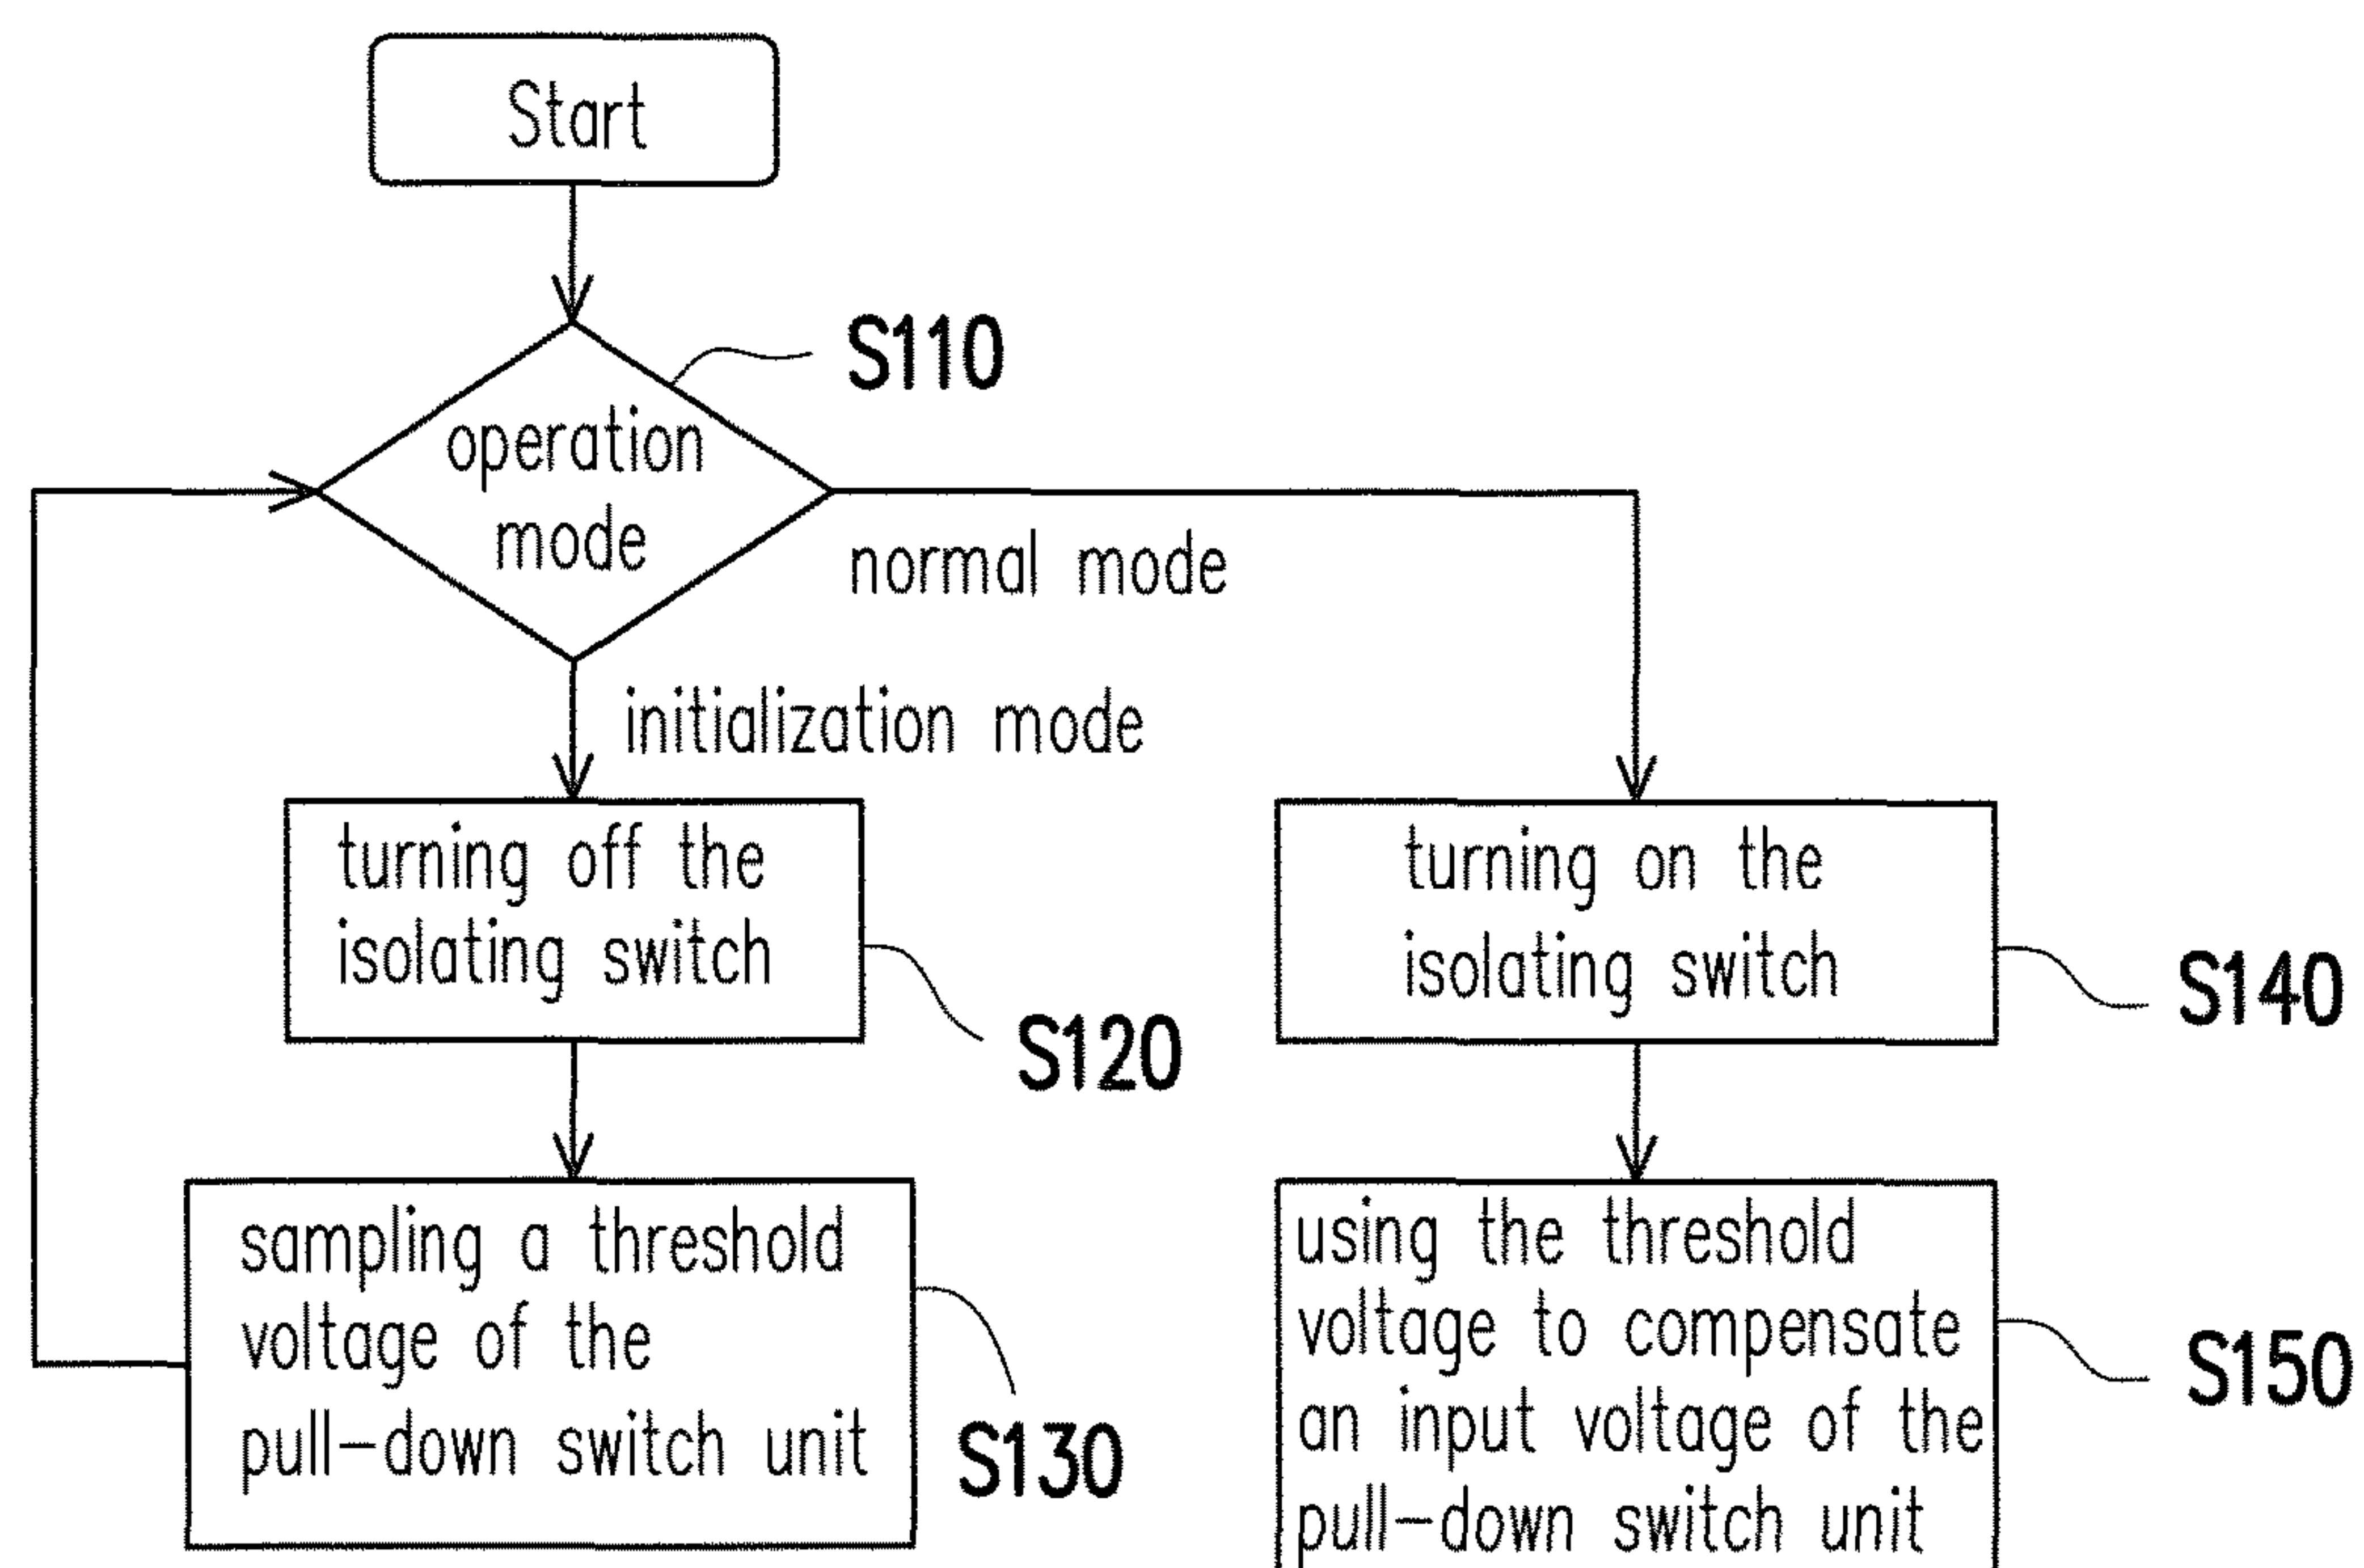 Start
S110
operation
mode
normal mode
initialization mode
turning off the
isolating switch
S120
turning on the
isolating switch
S140
sampling a threshold
voltage of the
pull-down switch unit
S130
using the threshold
voltage to compensate
an input voltage of the
pull-down switch unit
S150